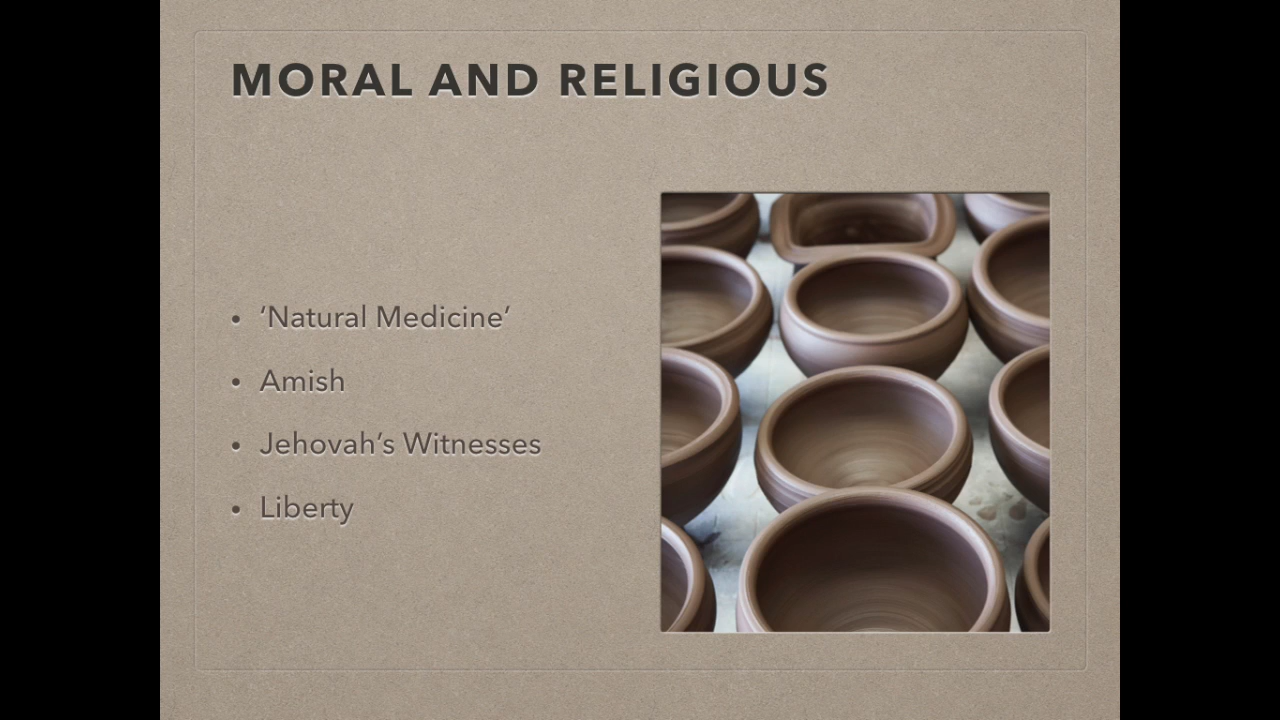 MORAL AND RELIGIOUS
• ‘Natural Medicine’
• Amish
• Jehovah’s Witnesses
• Liberty